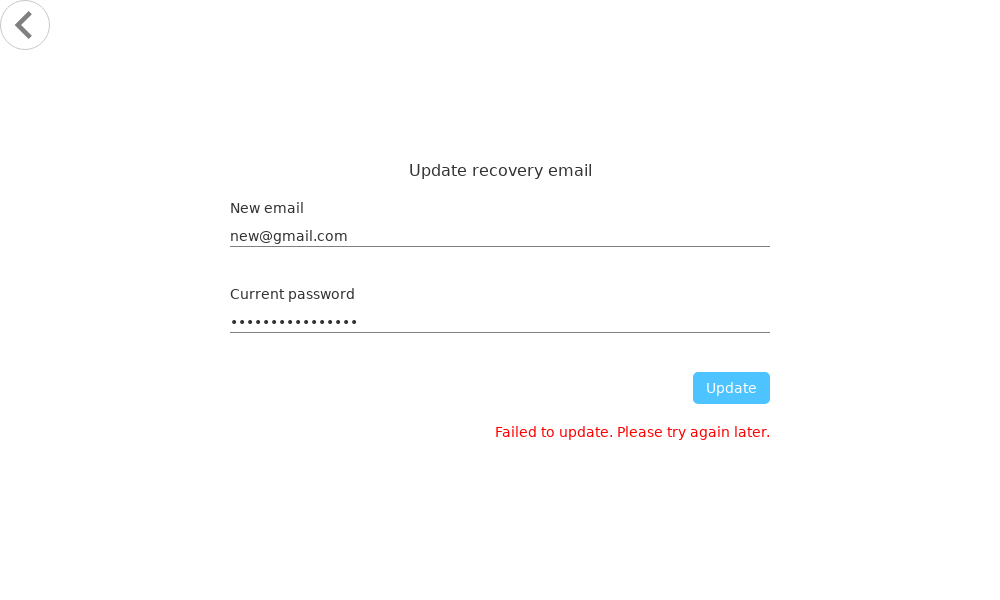 Update recovery email
New email
new@gmail.com
Current password
••••••••••••••••
Update
Failed to update. Please try again later.